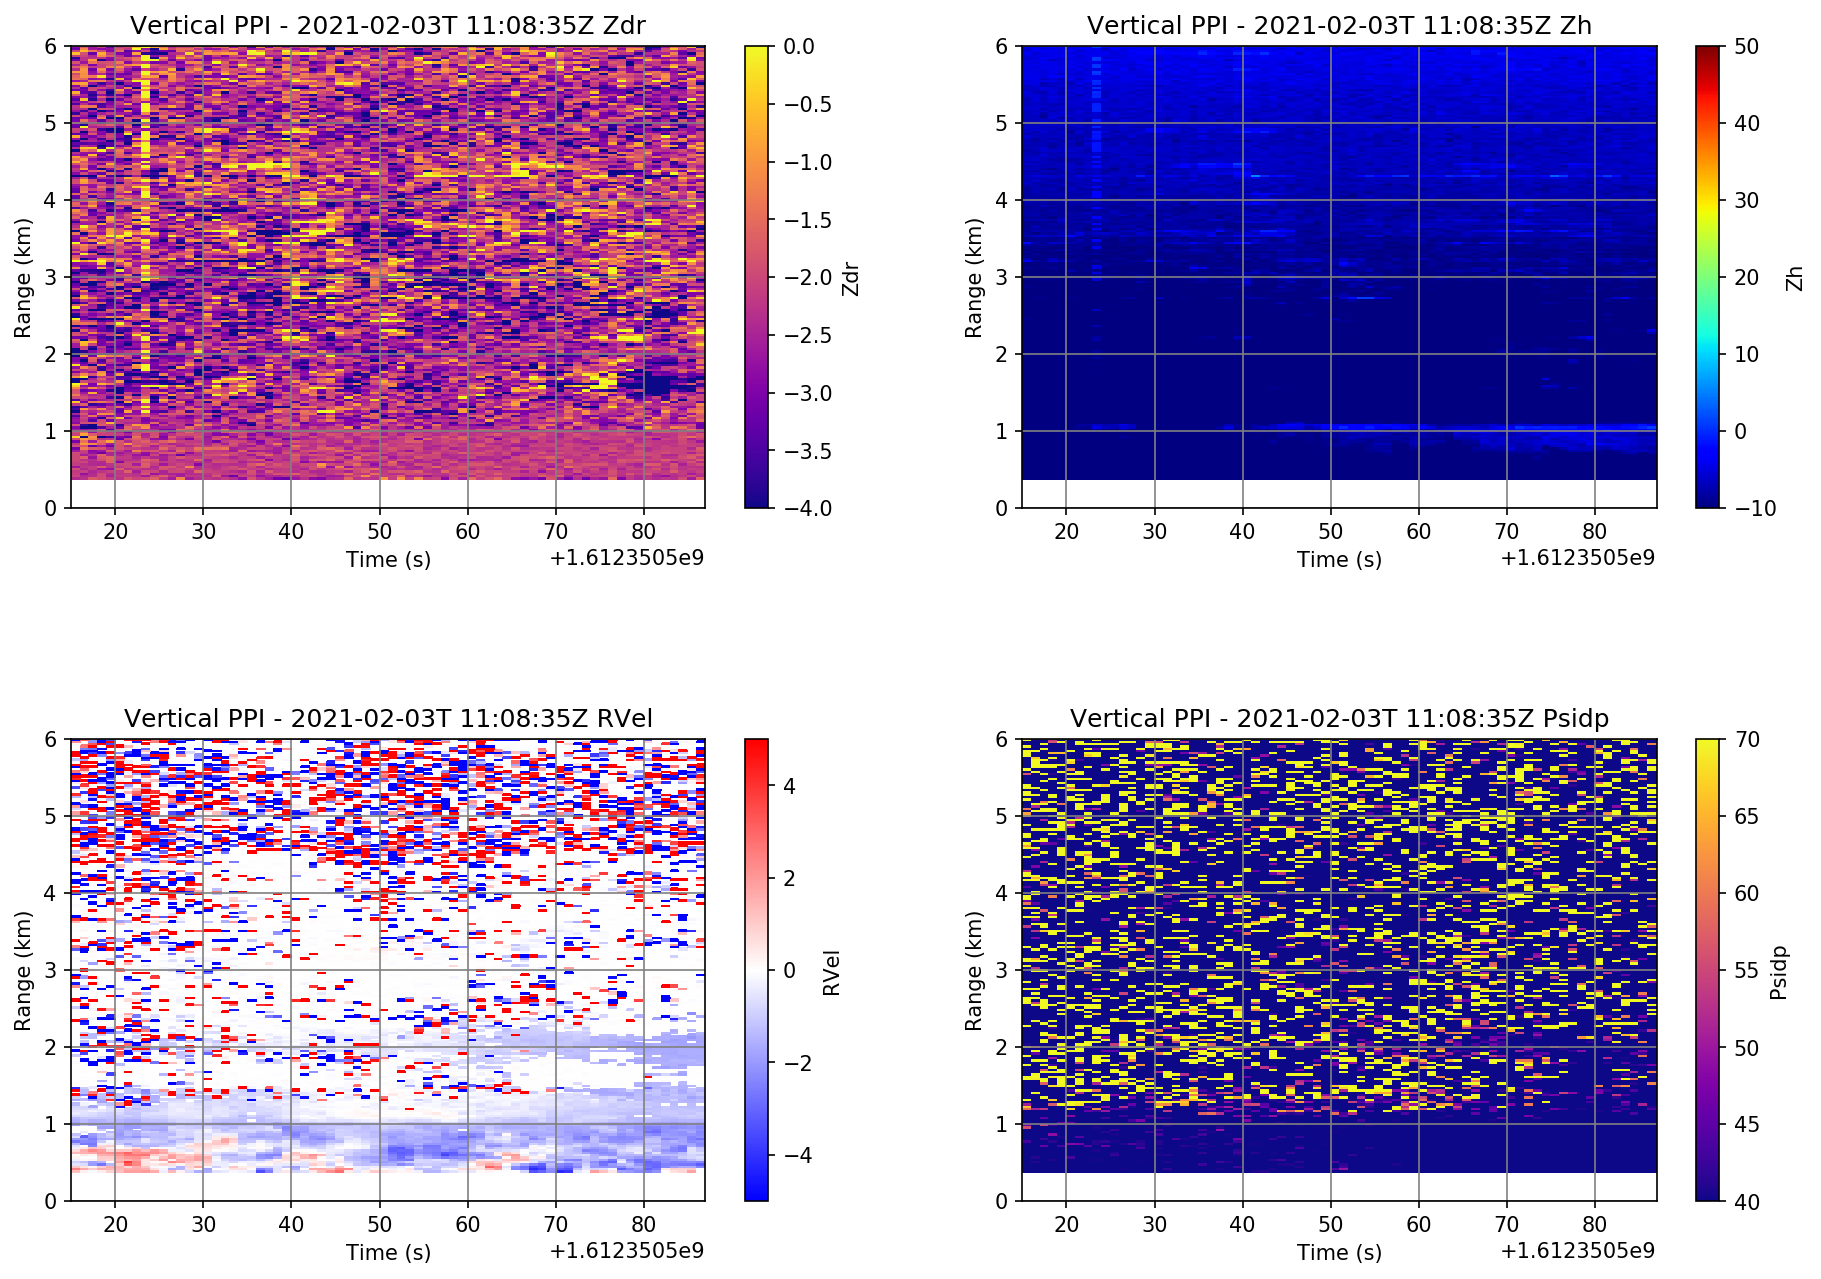 Vertical PPI - 2021-02-03T 11:08:35Z Zdr
6
5
4
3
2
1
0
Range (km)
20 30 40 50 60 70 80
Time (s)
+1.6123505e9
0.0
−0.5
−1.0
−1.5
−2.0
−2.5
−3.0
−3.5
−4.0
Zdr
Vertical PPI - 2021-02-03T 11:08:35Z Zh
6
5
4
3
2
1
0
Range (km)
20 30 40 50 60 70 80
Time (s)
+1.6123505e9
50
40
30
20
10
0
−10
Zh
Vertical PPI - 2021-02-03T 11:08:35Z RVel
6
5
4
3
2
1
0
Range (km)
20 30 40 50 60 70 80
Time (s)
+1.6123505e9
4
2
0
−2
−4
RVel
Vertical PPI - 2021-02-03T 11:08:35Z Psidp
6
5
4
3
2
1
0
Range (km)
20 30 40 50 60 70 80
Time (s)
+1.6123505e9
70
65
60
55
50
45
40
Psidp